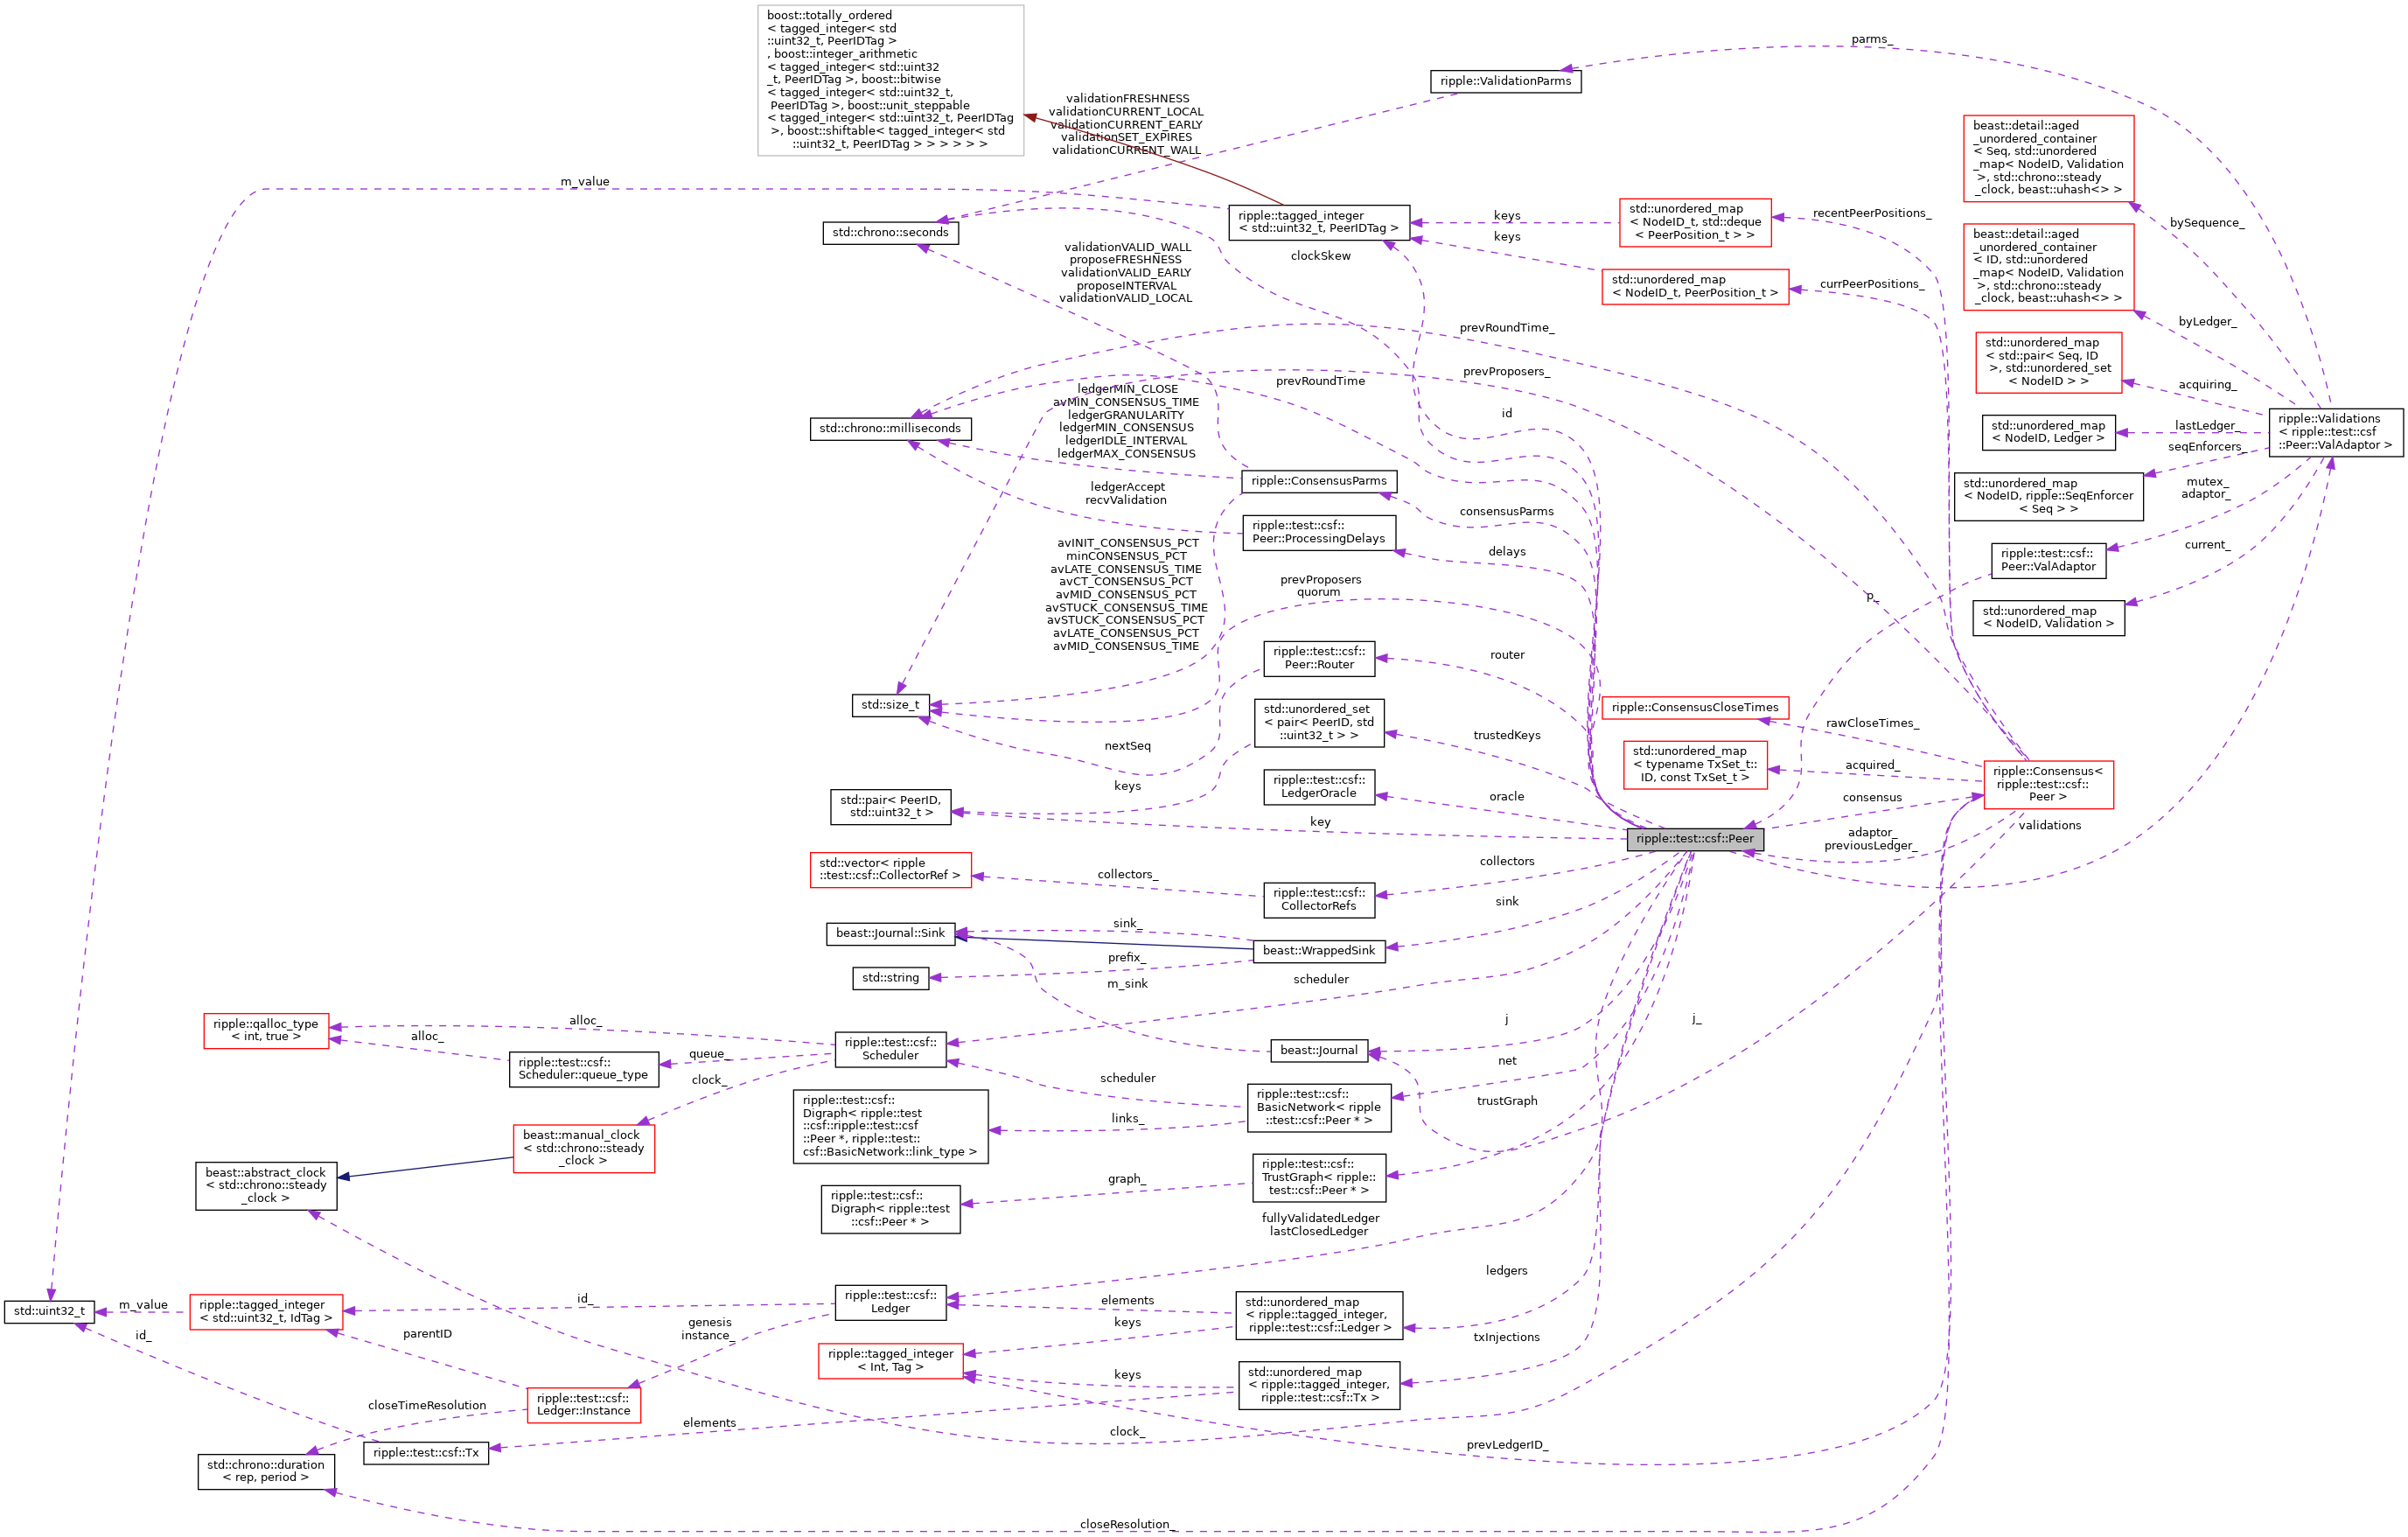 boost::totally_ordered
< tagged_integer< std
::uint32_t, PeerIDTag >
, boost::integer_arithmetic
< tagged_integer< std::uint32
_t, PeerIDTag >, boost::bitwise
< tagged_integer< std::uint32_t,
PeerIDTag >, boost::unit_steppable
< tagged_integer< std::uint32_t, PeerIDTag
>, boost::shiftable< tagged_integer< std
::uint32_t, PeerIDTag > > > > > >
parms_
ripple::ValidationParms
validationFRESHNESS
validationCURRENT_LOCAL
validationCURRENT_EARLY
validationSET_EXPIRES
validationCURRENT_WALL
beast::detail::aged
_unordered_container
< Seq, std::unordered
_map< NodeID, Validation
>, std::chrono::steady
_clock, beast::uhash<> >
m_value
std::chrono::seconds
ripple::tagged_integer
< std::uint32_t, PeerIDTag >
keys
keys
std::unordered_map
< NodeID_t, std::deque
< PeerPosition_t > >
recentPeerPositions_
bySequence_
beast::detail::aged
_unordered_container
< ID, std::unordered
_map< NodeID, Validation
>, std::chrono::steady
_clock, beast::uhash<> >
validationVALID_WALL
proposeFRESHNESS
validationVALID_EARLY
proposeINTERVAL
validationVALID_LOCAL
clockSkew
std::unordered_map
< NodeID_t, PeerPosition_t >
currPeerPositions_
byLedger_
prevRoundTime_
std::unordered_map
< std::pair< Seq, ID
>, std::unordered_set
< NodeID > >
acquiring_
prevProposers_
prevRoundTime
id
std::chrono::milliseconds
ledgerMIN_CLOSE
avMIN_CONSENSUS_TIME
ledgerGRANULARITY
ledgerMIN_CONSENSUS
ledgerIDLE_INTERVAL
ledgerMAX_CONSENSUS
std::unordered_map
< NodeID, Ledger >
lastLedger_
ripple::Validations
< ripple::test::csf
::Peer::ValAdaptor >
seqEnforcers_
ripple::ConsensusParms
ledgerAccept
recvValidation
consensusParms
std::unordered_map
< NodeID, ripple::SeqEnforcer
< Seq > >
mutex_
adaptor_
ripple::test::csf::
Peer::ProcessingDelays
delays
avINIT_CONSENSUS_PCT
minCONSENSUS_PCT
avLATE_CONSENSUS_TIME
avCT_CONSENSUS_PCT
avMID_CONSENSUS_PCT
avSTUCK_CONSENSUS_TIME
avSTUCK_CONSENSUS_PCT
avLATE_CONSENSUS_PCT
avMID_CONSENSUS_TIME
prevProposers
quorum
ripple::test::csf::
Peer::ValAdaptor
current_
p_
std::unordered_map
< NodeID, Validation >
ripple::test::csf::
Peer::Router
router
std::size_t
nextSeq
std::unordered_set
< pair< PeerID, std
::uint32_t > >
trustedKeys
ripple::ConsensusCloseTimes
rawCloseTimes_
std::unordered_map
< typename TxSet_t::
ID, const TxSet_t >
acquired_
ripple::Consensus<
ripple::test::csf::
Peer >
keys
ripple::test::csf::
LedgerOracle
oracle
consensus
std::pair< PeerID,
std::uint32_t >
key
ripple::test::csf::Peer
adaptor_
previousLedger_
validations
std::vector< ripple
::test::csf::CollectorRef >
collectors_
ripple::test::csf::
CollectorRefs
collectors
beast::Journal::Sink
sink_
beast::WrappedSink
sink
std::string
prefix_
m_sink
scheduler
ripple::qalloc_type
< int, true >
alloc_
alloc_
ripple::test::csf::
Scheduler::queue_type
queue_
ripple::test::csf::
Scheduler
beast::Journal
j
j_
net
clock_
scheduler
ripple::test::csf::
Digraph< ripple::test
::csf::ripple::test::csf
::Peer *, ripple::test::
csf::BasicNetwork::link_type >
links_
ripple::test::csf::
BasicNetwork< ripple
::test::csf::Peer * >
trustGraph
beast::manual_clock
< std::chrono::steady
_clock >
beast::abstract_clock
< std::chrono::steady
_clock >
ripple::test::csf::
Digraph< ripple::test
::csf::Peer * >
graph_
ripple::test::csf::
TrustGraph< ripple::
test::csf::Peer * >
fullyValidatedLedger
lastClosedLedger
ledgers
std::uint32_t
m_value
ripple::tagged_integer
< std::uint32_t, IdTag >
id_
ripple::test::csf::
Ledger
elements
keys
std::unordered_map
< ripple::tagged_integer,
ripple::test::csf::Ledger >
id_
parentID
genesis
instance_
txInjections
ripple::tagged_integer
< Int, Tag >
keys
std::unordered_map
< ripple::tagged_integer,
ripple::test::csf::Tx >
closeTimeResolution
ripple::test::csf::
Ledger::Instance
elements
clock_
prevLedgerID_
ripple::test::csf::Tx
std::chrono::duration
< rep, period >
closeResolution_